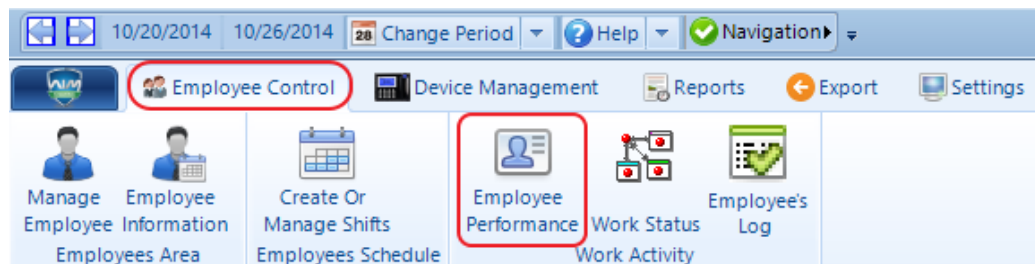 10/20/2014 10/26/2014 28 Change Period Help Navigation
Employee Control Device Management Reports Export Settings
Manage Employee
Employee Information
Create Or Manage Shifts
Employee Performance
Work Status
Employee's Log
Employees Area Employees Schedule Work Activity